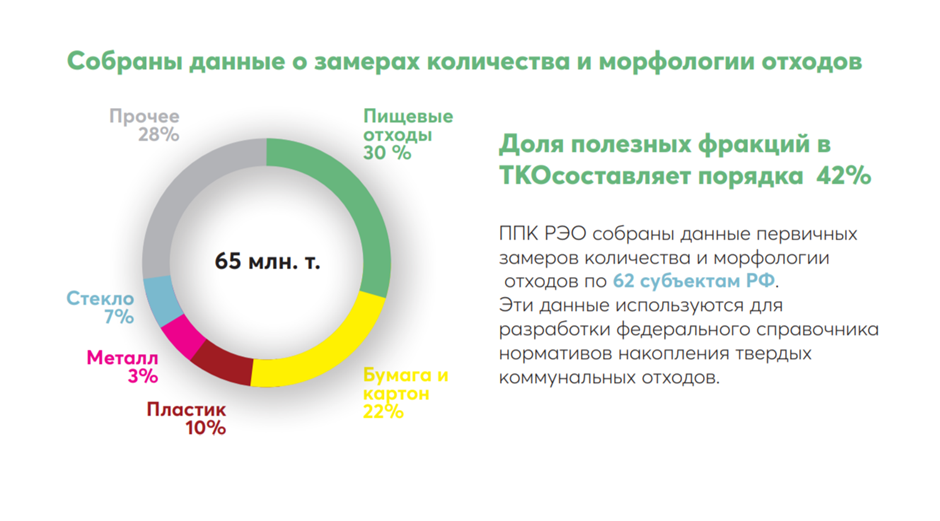 Собраны данные о замерах количества и морфологии отходов
Прочее
28%
Пищевые
отходы
30 %
65 млн. т.
Стекло
7%
Металл
3%
Пластик
10%
Бумага и
картон
22%
Доля полезных фракций в
ТКОсоставляет порядка 42%
ППК РЭО собраны данные первичных
замеров количества и морфологии
отходов по 62 субъектам РФ.
Эти данные используются для
разработки федерального справочника
нормативов накопления твердых
коммунальных отходов.